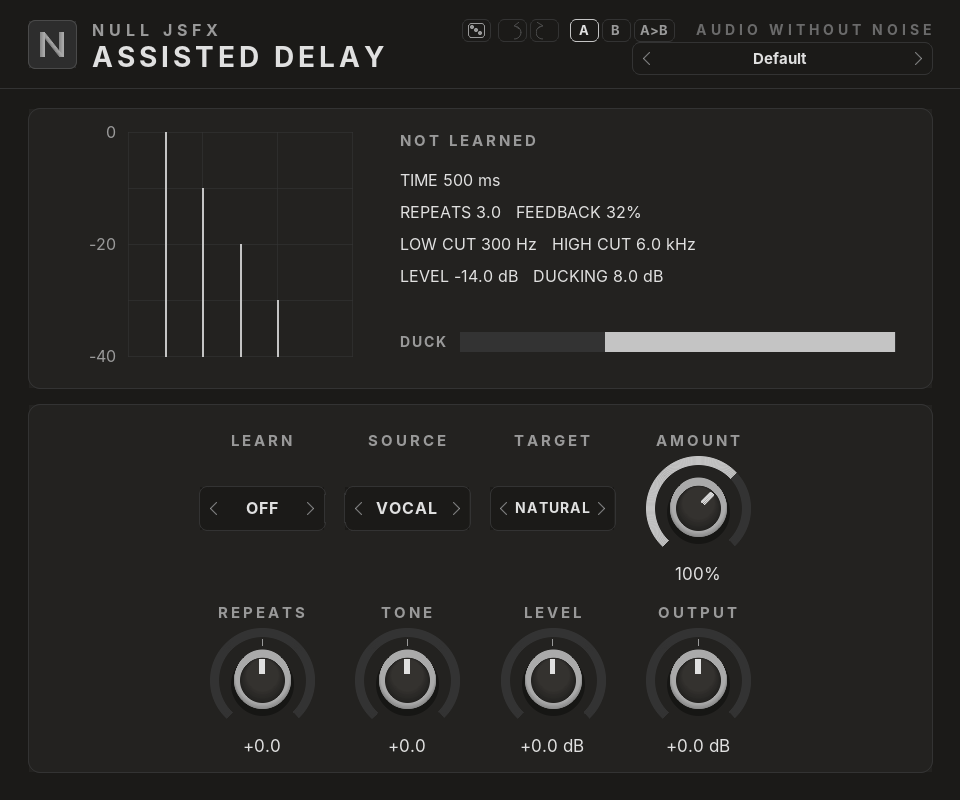 N
NULL JSFX
ASSISTED DELAY
A B A>B
AUDIO WITHOUT NOISE
Default
0
-20
-40
NOT LEARNED
TIME 500 ms
REPEATS 3.0 FEEDBACK 32%
LOW CUT 300 Hz HIGH CUT 6.0 kHz
LEVEL -14.0 dB DUCKING 8.0 dB
DUCK
LEARN SOURCE TARGET AMOUNT
OFF VOCAL NATURAL
100%
REPEATS TONE LEVEL OUTPUT
+0.0 +0.0 +0.0 dB +0.0 dB